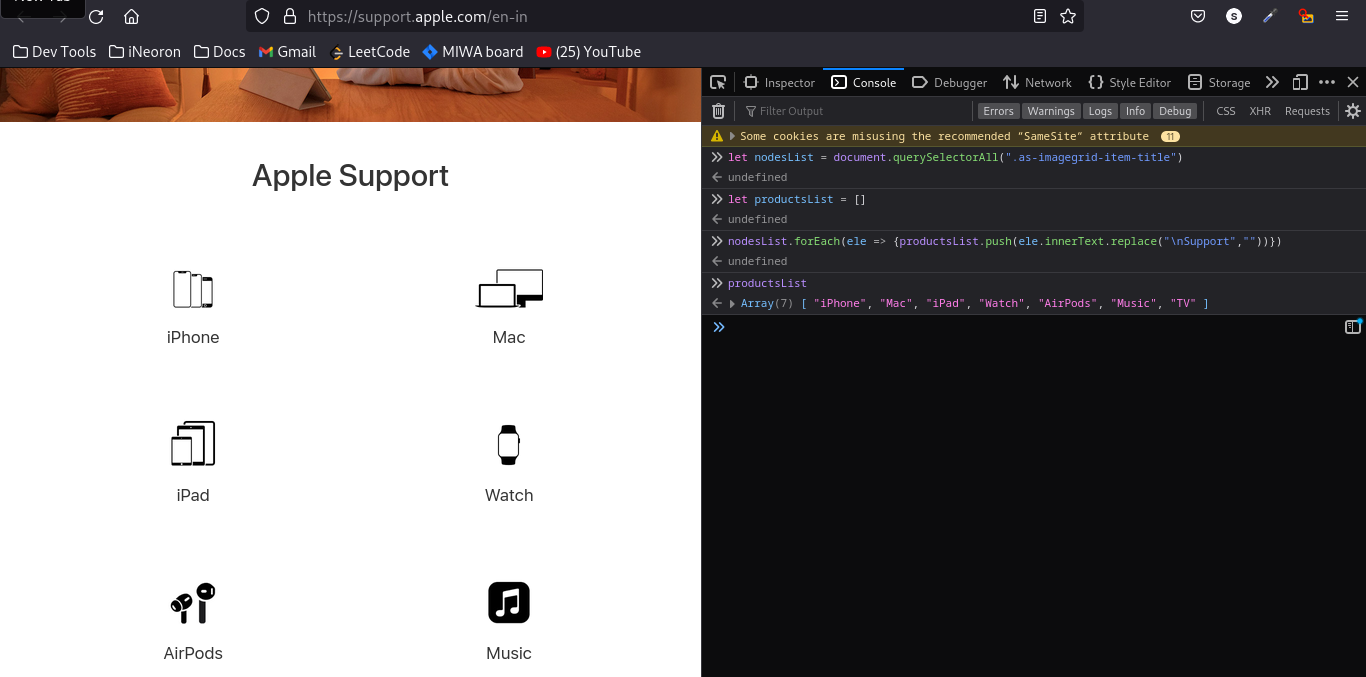 New Tab
https://support.apple.com/en-in
S
Dev Tools iNeoron Docs Gmail LeetCode MIWA board (25) YouTube
Apple Support
iPhone Mac
iPad Watch
AirPods Music
Inspector Console Debugger Network Style Editor Storage
Filter Output Errors Warnings Logs Info Debug CSS XHR Requests
Some cookies are misusing the recommended “SameSite” attribute 11
let nodesList = document.querySelectorAll(".as-imagegrid-item-title")
undefined
let productsList = []
undefined
nodesList.forEach(ele => {productsList.push(ele.innerText.replace("\nSupport",""))})
undefined
productsList
Array(7) [ "iPhone", "Mac", "iPad", "Watch", "AirPods", "Music", "TV" ]